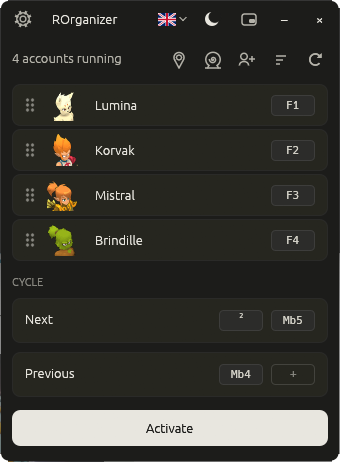 ROrganizer
4 accounts running
Lumina F1
Korvak F2
Mistral F3
Brindille F4
CYCLE
Next ² Mb5
Previous Mb4 +
Activate